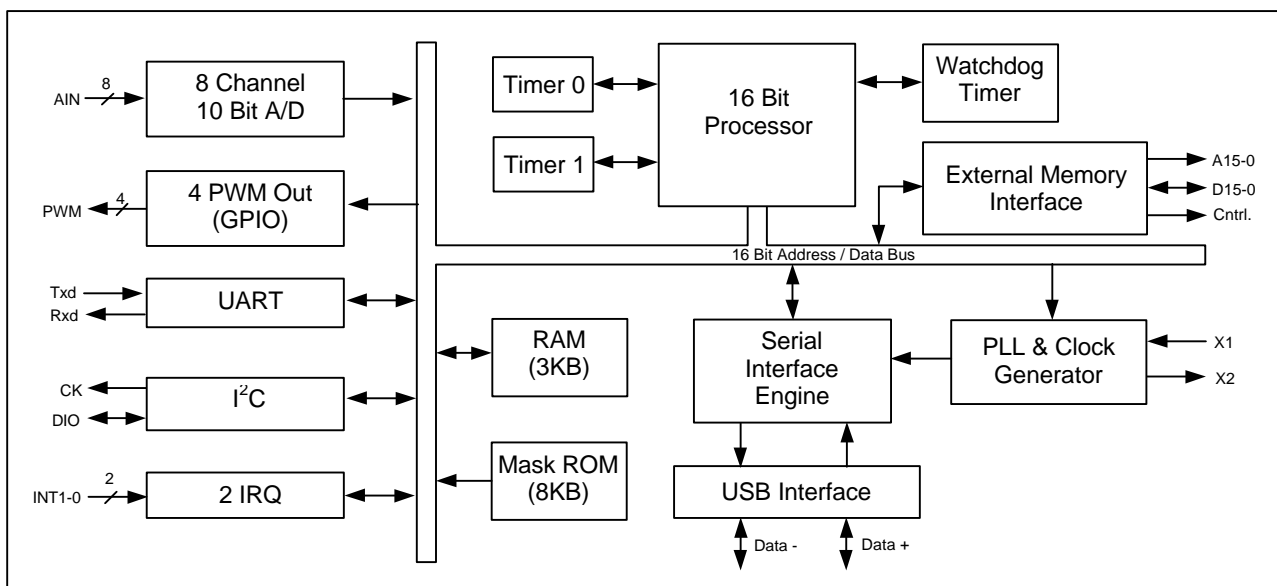 AIN
8
8 Channel
10 Bit A/D
PWM
4
4 PWM Out
(GPIO)
Txd
Rxd
UART
CK
DIO
I²C
INT1-0
2
2 IRQ
Timer 0
Timer 1
16 Bit
Processor
Watchdog
Timer
External Memory
Interface
A15-0
D15-0
Cntrl.
16 Bit Address / Data Bus
RAM
(3KB)
Mask ROM
(8KB)
Serial
Interface
Engine
PLL & Clock
Generator
X1
X2
USB Interface
Data -
Data +